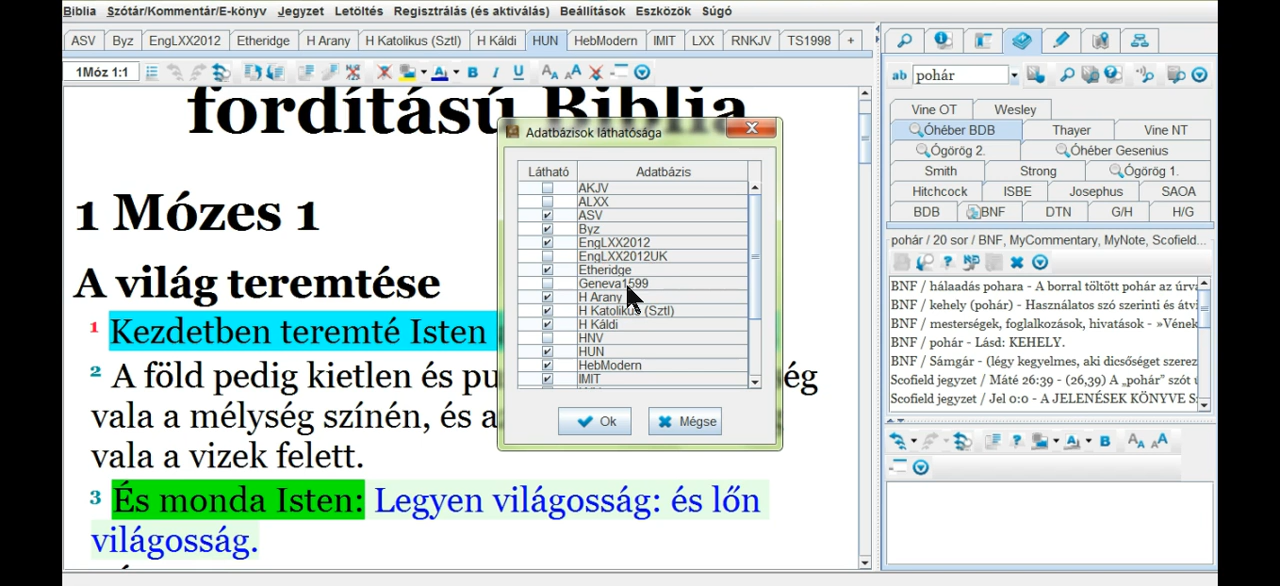 Biblia Szótár/Kommentár/E-könyv Jegyzet Letöltés Regisztrálás (és aktiválás) Beállítások Eszközök Súgó
ASV Byz EngLXX2012 Etheridge H Arany H Katolikus (Sztl) H Káldi HUN HebModern IMIT LXX RNKJV TS1998 +
1Móz 1:1
fordítású Biblia
1 Mózes 1
A világ teremtése
1 Kezdetben teremté Isten
2 A föld pedig kietlen és pu
ég
vala a mélység színén, és a
vala a vizek felett.
3 És monda Isten: Legyen világosság: és lőn
világosság.
Adatbázisok láthatósága
Látható Adatbázis
AKJV
ALXX
ASV
Byz
EngLXX2012
EngLXX2012UK
Etheridge
Geneva1599
H Arany
H Katolikus (Sztl)
H Káldi
HNV
HUN
HebModern
IMIT
Ok Mégse
ab pohár
Vine OT Wesley
Óhéber BDB Thayer Vine NT
Ógörög 2. Óhéber Gesenius
Smith Strong Ógörög 1.
Hitchcock ISBE Josephus SAOA
BDB BNF DTN G/H H/G
pohár / 20 sor / BNF, MyCommentary, MyNote, Scofield...
BNF / hálaadás pohara - A borral töltött pohár az úrva
BNF / kehely (pohár) - Használatos szó szerinti és átvi
BNF / mesterségek, foglalkozások, hivatások - »Vének
BNF / pohár - Lásd: KEHELY.
BNF / Sámgár - (légy kegyelmes, aki dicsőséget szerez
Scofield jegyzet / Máté 26:39 - (26,39) A „pohár” szót
Scofield jegyzet / Jel 0:0 - A JELENÉSEK KÖNYVE